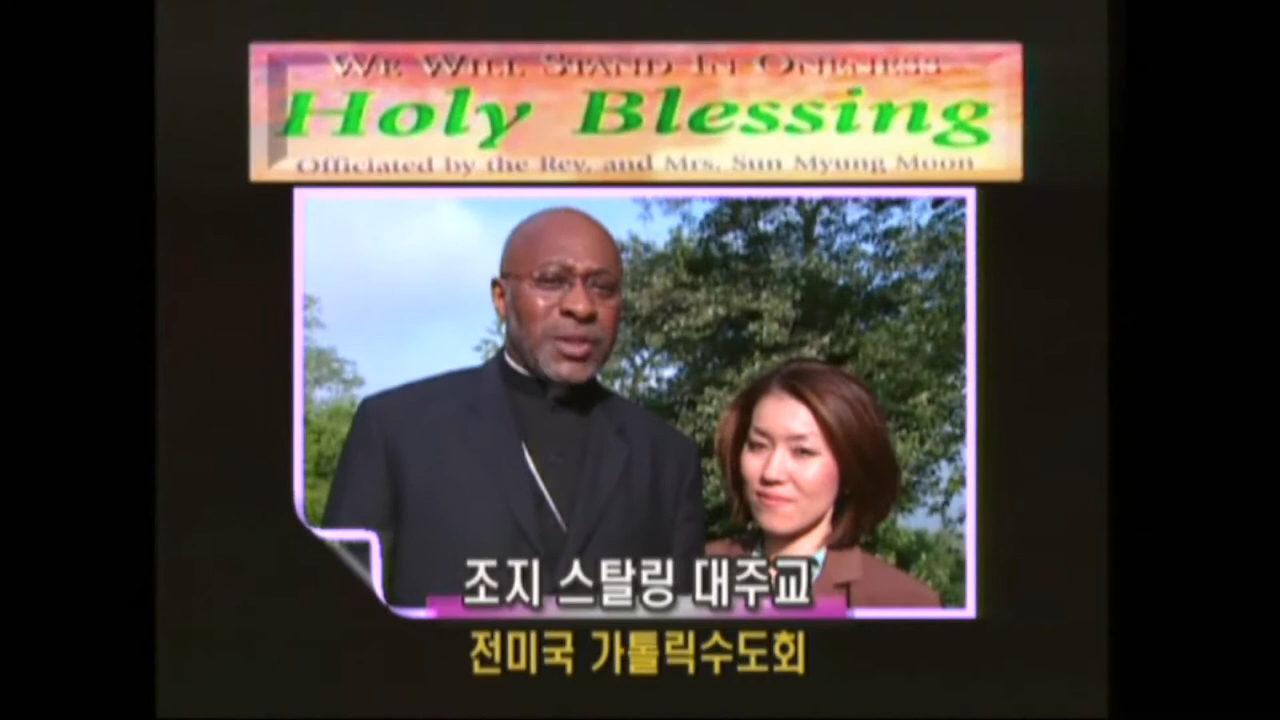 WE WILL STAND IN ONENESS
Holy Blessing
Officiated by the Rev. and Mrs. Sun Myung Moon
조지 스탈링 대주교
전미국 가톨릭수도회